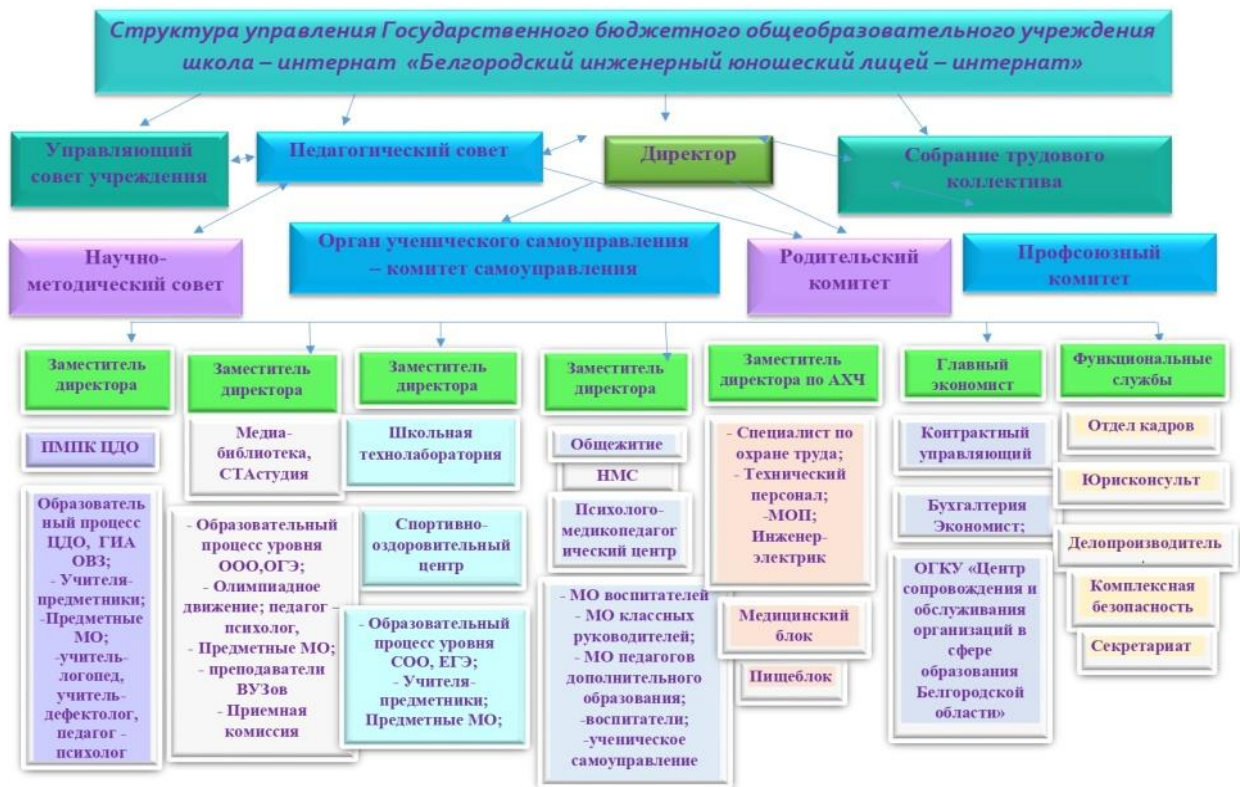 Структура управления Государственного бюджетного общеобразовательного учреждения
школа – интернат «Белгородский инженерный юношеский лицей – интернат»
Управляющий
совет учреждения
Педагогический совет
Директор
Собрание трудового
коллектива
Научно-
методический совет
Орган ученического самоуправления
– комитет самоуправления
Родительский
комитет
Профсоюзный
комитет
Заместитель
директора
ПМПК ЦДО
Образователь
ный процесс
ЦДО, ГИА
ОВЗ;
- Учителя-
предметники;
-Предметные
МО;
-учитель-
логопед,
учитель-
дефектолог,
педагог -
психолог
Заместитель
директора
Медиа-
библиотека,
СТАстудия
- Образовательный
процесс уровня
ООО,ОГЭ;
- Олимпиадное
движение; педагог –
психолог,
- Предметные МО;
- преподаватели
ВУЗов
- Приемная
комиссия
Заместитель
директора
Школьная
технолаборатория
Спортивно-
оздоровительный
центр
- Образовательный
процесс уровня
СОО, ЕГЭ;
- Учителя-
предметники;
Предметные МО;
Заместитель
директора
Общежитие
НМС
Психолого-
медикопедагог
ический центр
- МО воспитателей
- МО классных
руководителей;
- МО педагогов
дополнительного
образования;
-воспитатели;
-ученическое
самоуправление
Заместитель
директора по АХЧ
- Специалист по
охране труда;
- Технический
персонал;
-МОП;
Инженер-
электрик
Медицинский
блок
Пищеблок
Главный
экономист
Контрактный
управляющий
Бухгалтерия
Экономист;
ОГКУ «Центр
сопровождения и
обслуживания
организаций в
сфере
образования
Белгородской
области»
Функциональные
службы
Отдел кадров
Юрисконсульт
Делопроизводитель
.
Комплексная
безопасность
Секретариат